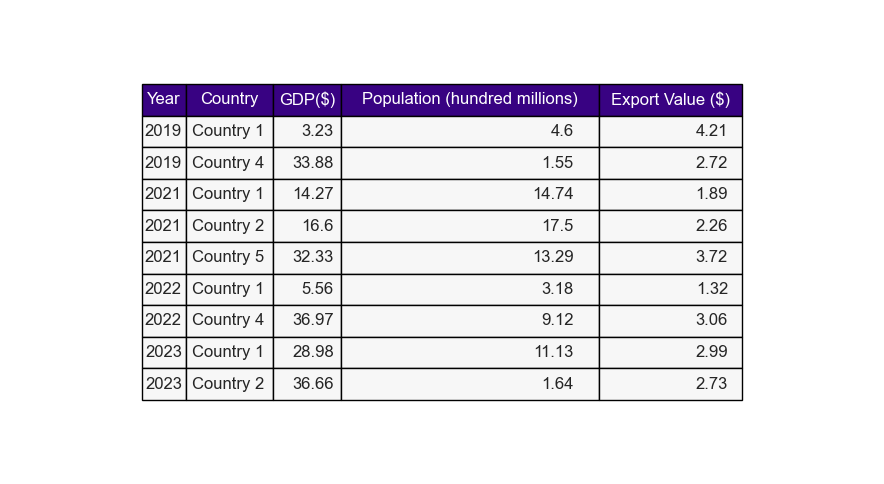 Year Country GDP($) Population (hundred millions) Export Value ($)
2019 Country 1 3.23 4.6 4.21
2019 Country 4 33.88 1.55 2.72
2021 Country 1 14.27 14.74 1.89
2021 Country 2 16.6 17.5 2.26
2021 Country 5 32.33 13.29 3.72
2022 Country 1 5.56 3.18 1.32
2022 Country 4 36.97 9.12 3.06
2023 Country 1 28.98 11.13 2.99
2023 Country 2 36.66 1.64 2.73